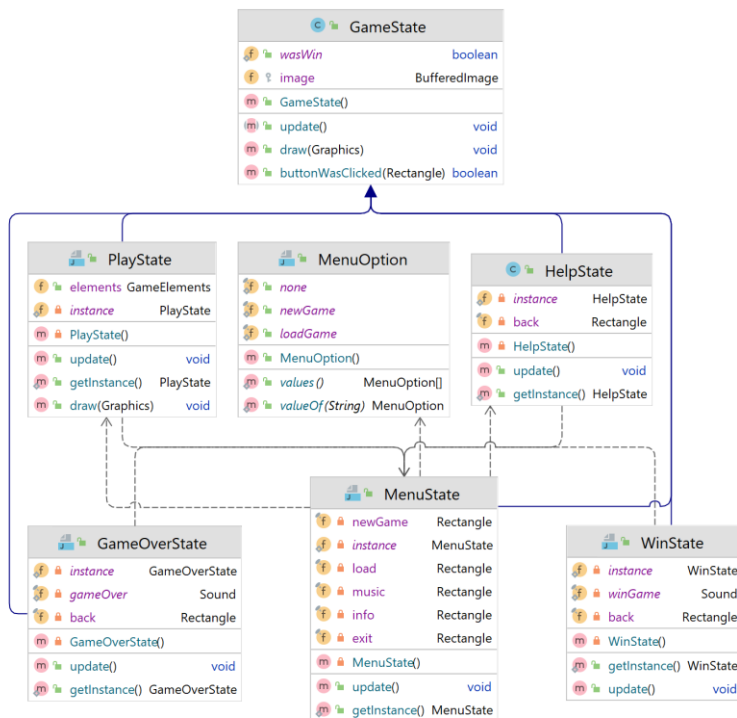 GameState
wasWin boolean
image BufferedImage
GameState()
update() void
draw(Graphics) void
buttonWasClicked(Rectangle) boolean
PlayState
elements GameElements
instance PlayState
PlayState()
update() void
getInstance() PlayState
draw(Graphics) void
MenuOption
none
newGame
loadGame
MenuOption()
values() MenuOption[]
valueOf(String) MenuOption
HelpState
instance HelpState
back Rectangle
HelpState()
update() void
getInstance() HelpState
GameOverState
instance GameOverState
gameOver Sound
back Rectangle
GameOverState()
update() void
getInstance() GameOverState
MenuState
newGame Rectangle
instance MenuState
load Rectangle
music Rectangle
info Rectangle
exit Rectangle
MenuState()
update() void
getInstance() MenuState
WinState
instance WinState
winGame Sound
back Rectangle
WinState()
getInstance() WinState
update() void